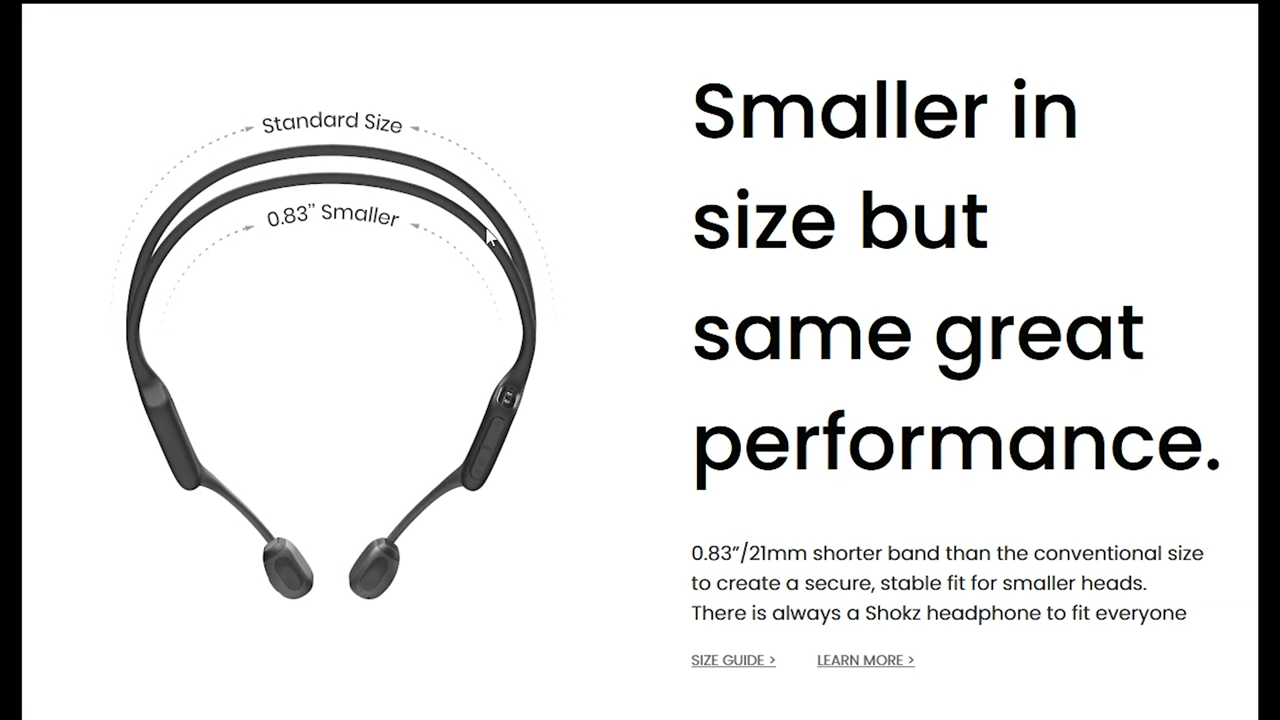 Standard Size
0.83” Smaller
Smaller in
size but
same great
performance.
0.83”/21mm shorter band than the conventional size
to create a secure, stable fit for smaller heads.
There is always a Shokz headphone to fit everyone
SIZE GUIDE >
LEARN MORE >